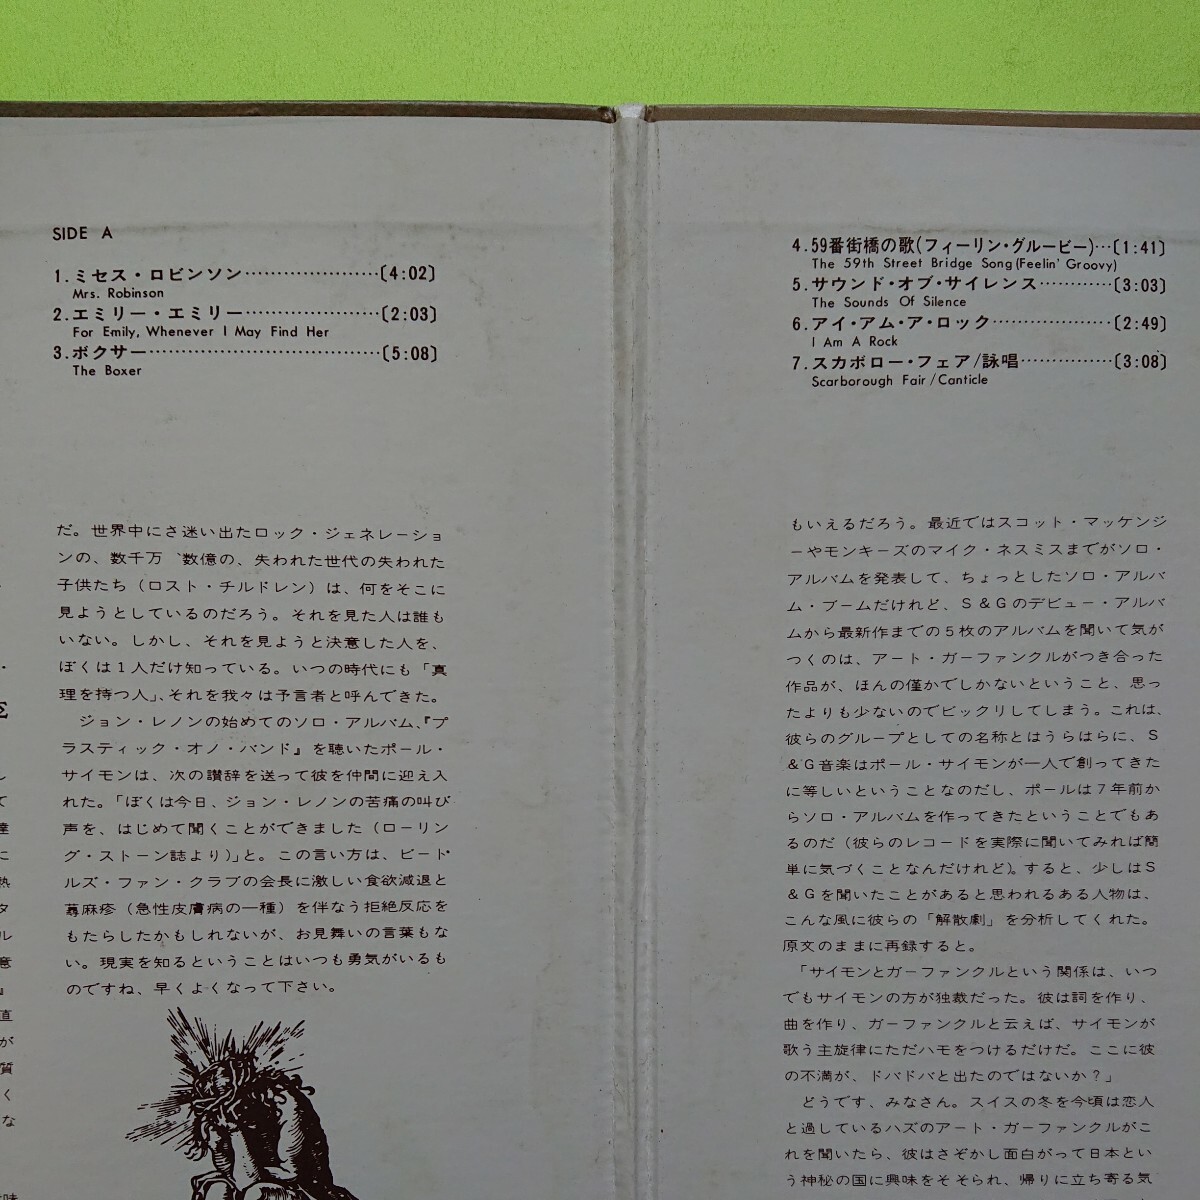 SIDE A
1.ミセス・ロビンソン…………………〔4:02〕
Mrs. Robinson
2.エミリー・エミリー…………………〔2:03〕
For Emily, Whenever I May Find Her
3.ボクサー………………………………〔5:08〕
The Boxer
4.59番街橋の歌(フィーリン・グルービー)…〔1:41〕
The 59th Street Bridge Song(Feelin' Groovy)
5.サウンド・オブ・サイレンス…………〔3:03〕
The Sounds Of Silence
6.アイ・アム・ア・ロック………………〔2:49〕
I Am A Rock
7.スカボロー・フェア/詠唱……………〔3:08〕
Scarborough Fair/Canticle
だ。世界中にさ迷い出たロック・ジェネレーショ
ンの、数千万、数億の、失われた世代の失われた
子供たち（ロスト・チルドレン）は、何をそこに
見ようとしているのだろう。それを見た人は誰も
いない。しかし、それを見ようと決意した人を、
ぼくは1人だけ知っている。いつの時代にも「真
理を持つ人」、それを我々は予言者と呼んできた。
ジョン・レノンの始めてのソロ・アルバム、『プ
ラスティック・オノ・バンド』を聴いたポール・
サイモンは、次の讃辞を送って彼を仲間に迎え入
れた。「ぼくは今日、ジョン・レノンの苦痛の叫び
声を、はじめて聞くことができました（ローリン
グ・ストーン誌より）」と。この言い方は、ビート
ルズ・ファン・クラブの会長に激しい食欲減退と
蕁麻疹（急性皮膚病の一種）を伴なう拒絶反応を
もたらしたかもしれないが、お見舞いの言葉もな
い。現実を知るということはいつも勇気がいるも
のですね、早くよくなって下さい。
もいえるだろう。最近ではスコット・マッケンジ
ーやモンキーズのマイク・ネスミスまでがソロ・
アルバムを発表して、ちょっとしたソロ・アルバ
ム・ブームだけれど、S&Gのデビュー・アルバ
ムから最新作までの5枚のアルバムを聞いて気が
つくのは、アート・ガーファンクルがつき合った
作品が、ほんの僅かでしかないということ、思っ
たよりも少ないのでビックリしてしまう。これは、
彼らのグループとしての名称とはうらはらに、S
&G音楽はポール・サイモンが一人で創ってきた
に等しいということなのだし、ポールは7年前か
らソロ・アルバムを作ってきたということでもあ
るのだ（彼らのレコードを実際に聞いてみれば簡
単に気づくことなんだけれど）。すると、少しはS
&Gを聞いたことがあると思われるある人物は、
こんな風に彼らの「解散劇」を分析してくれた。
原文のままに再録すると。
「サイモンとガーファンクルという関係は、いつ
でもサイモンの方が独裁だった。彼は詞を作り、
曲を作り、ガーファンクルと云えば、サイモンが
歌う主旋律にただハモをつけるだけだ。ここに彼
の不満が、ドバドバと出たのではないか？」
どうです、みなさん。スイスの冬を今頃は恋人
と過しているハズのアート・ガーファンクルがこ
れを聞いたら、彼はさぞかし面白がって日本とい
う神秘の国に興味をそそられ、帰りに立ち寄る気